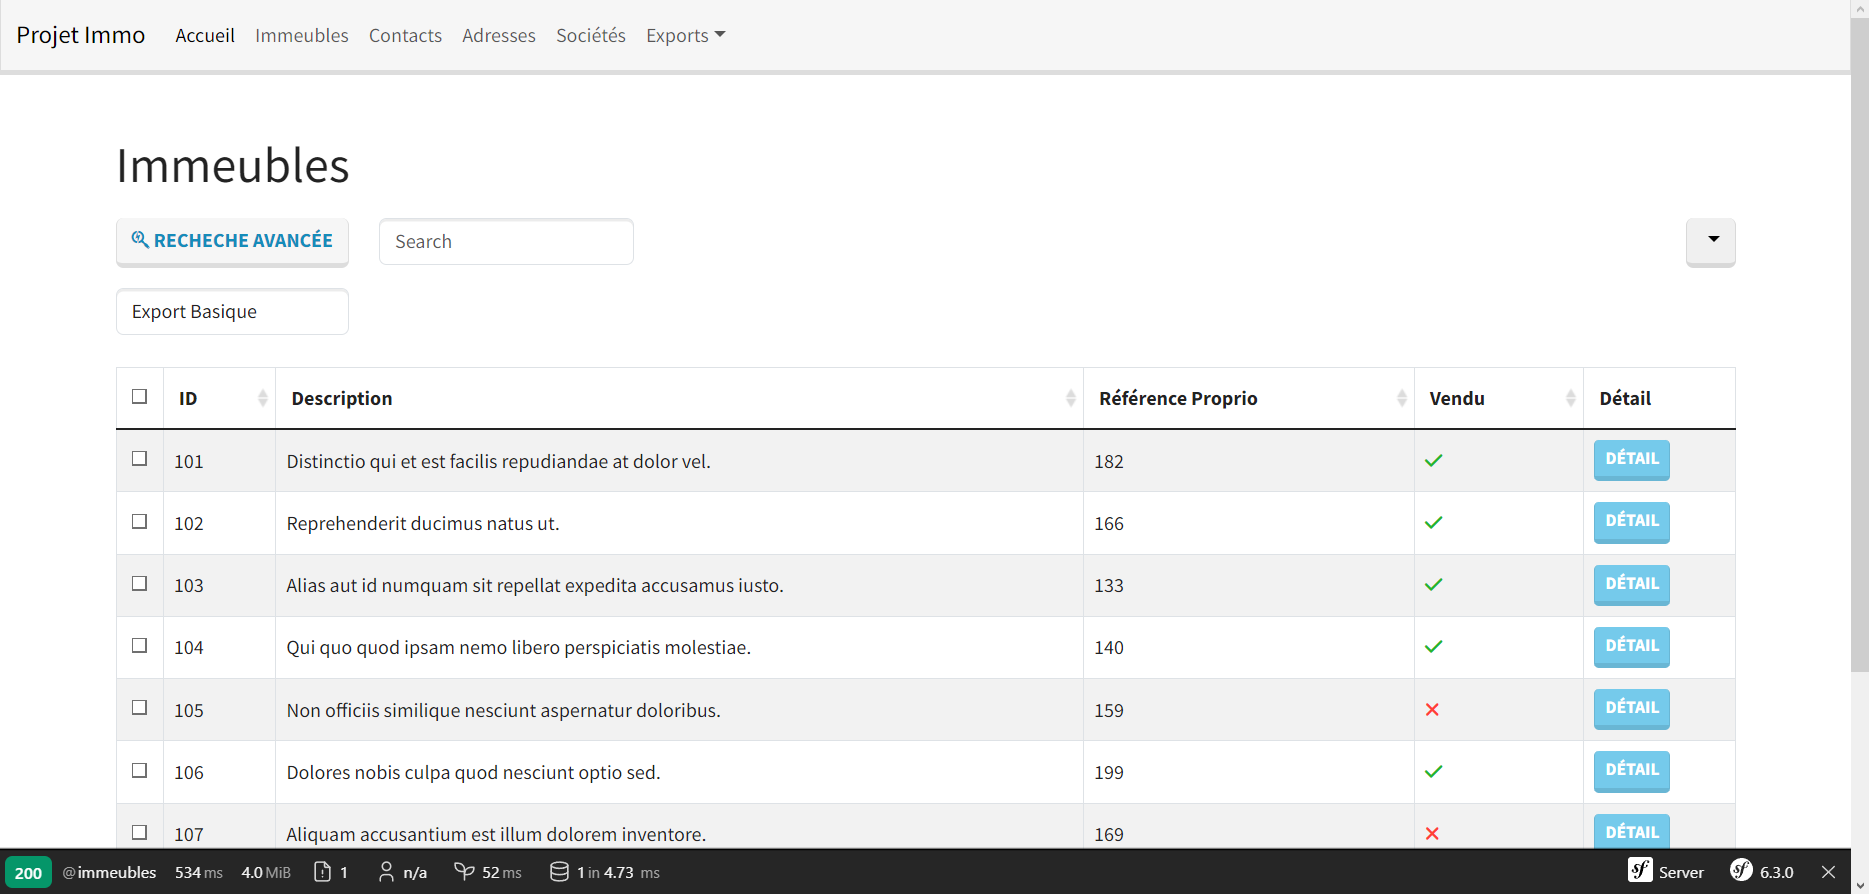 Projet Immo Accueil Immeubles Contacts Adresses Sociétés Exports
Immeubles
RECHECHE AVANCÉE Search
Export Basique
ID Description Référence Proprio Vendu Détail
101 Distinctio qui et est facilis repudiandae at dolor vel. 182 DÉTAIL
102 Reprehenderit ducimus natus ut. 166 DÉTAIL
103 Alias aut id numquam sit repellat expedita accusamus iusto. 133 DÉTAIL
104 Qui quo quod ipsam nemo libero perspiciatis molestiae. 140 DÉTAIL
105 Non officiis similique nesciunt aspernatur doloribus. 159 DÉTAIL
106 Dolores nobis culpa quod nesciunt optio sed. 199 DÉTAIL
107 Aliquam accusantium est illum dolorem inventore. 169 DÉTAIL
200 @immeubles 534 ms 4.0 MiB 1 n/a 52 ms 1 in 4.73 ms sf Server sf 6.3.0